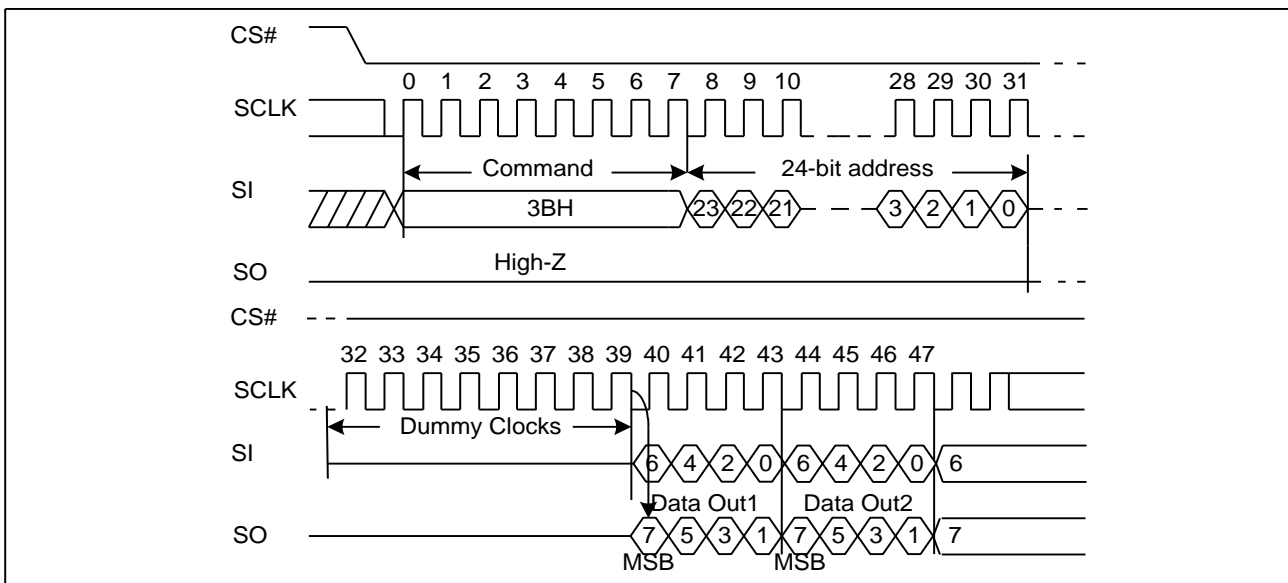 CS#
0 1 2 3 4 5 6 7 8 9 10 28 29 30 31
SCLK
Command 24-bit address
SI
3BH 23 22 21 3 2 1 0
High-Z
SO
CS#
32 33 34 35 36 37 38 39 40 41 42 43 44 45 46 47
SCLK
Dummy Clocks
SI
6 4 2 0 6 4 2 0 6
Data Out1 Data Out2
SO
7 5 3 1 7 5 3 1 7
MSB MSB